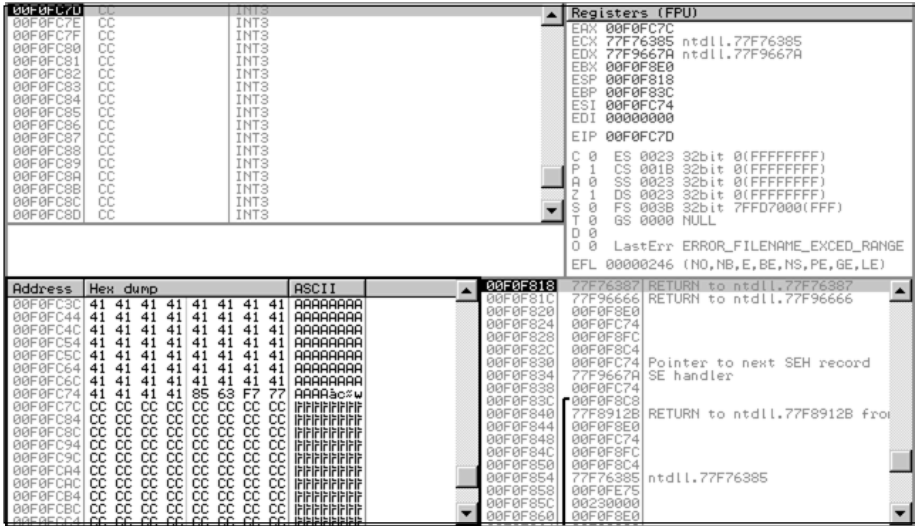 00F0FC7D CC INT3
00F0FC7E CC INT3
00F0FC7F CC INT3
00F0FC80 CC INT3
00F0FC81 CC INT3
00F0FC82 CC INT3
00F0FC83 CC INT3
00F0FC84 CC INT3
00F0FC85 CC INT3
00F0FC86 CC INT3
00F0FC87 CC INT3
00F0FC88 CC INT3
00F0FC89 CC INT3
00F0FC8A CC INT3
00F0FC8B CC INT3
00F0FC8C CC INT3
00F0FC8D CC INT3
Registers (FPU)
EAX 00F0FC7C
ECX 77F76385 ntdll.77F76385
EDX 77F9667A ntdll.77F9667A
EBX 00F0F8E0
ESP 00F0F818
EBP 00F0F83C
ESI 00F0FC74
EDI 00000000
EIP 00F0FC7D
C 0 ES 0023 32bit 0(FFFFFFFF)
P 1 CS 001B 32bit 0(FFFFFFFF)
A 0 SS 0023 32bit 0(FFFFFFFF)
Z 1 DS 0023 32bit 0(FFFFFFFF)
S 0 FS 003B 32bit 7FFD7000(FFF)
T 0 GS 0000 NULL
D 0
O 0 LastErr ERROR_FILENAME_EXCED_RANGE
EFL 00000246 (NO,NB,E,BE,NS,PE,GE,LE)
Address Hex dump ASCII
00F0FC3C 41 41 41 41 41 41 41 41 AAAAAAAA
00F0FC44 41 41 41 41 41 41 41 41 AAAAAAAA
00F0FC4C 41 41 41 41 41 41 41 41 AAAAAAAA
00F0FC54 41 41 41 41 41 41 41 41 AAAAAAAA
00F0FC5C 41 41 41 41 41 41 41 41 AAAAAAAA
00F0FC64 41 41 41 41 41 41 41 41 AAAAAAAA
00F0FC6C 41 41 41 41 41 41 41 41 AAAAAAAA
00F0FC74 41 41 41 41 85 63 F7 77 AAAAàc≈w
00F0FC7C CC CC CC CC CC CC CC CC ╠╠╠╠╠╠╠╠
00F0FC84 CC CC CC CC CC CC CC CC ╠╠╠╠╠╠╠╠
00F0FC8C CC CC CC CC CC CC CC CC ╠╠╠╠╠╠╠╠
00F0FC94 CC CC CC CC CC CC CC CC ╠╠╠╠╠╠╠╠
00F0FC9C CC CC CC CC CC CC CC CC ╠╠╠╠╠╠╠╠
00F0FCA4 CC CC CC CC CC CC CC CC ╠╠╠╠╠╠╠╠
00F0FCAC CC CC CC CC CC CC CC CC ╠╠╠╠╠╠╠╠
00F0FCB4 CC CC CC CC CC CC CC CC ╠╠╠╠╠╠╠╠
00F0FCBC CC CC CC CC CC CC CC CC ╠╠╠╠╠╠╠╠
00F0FCC4 CC CC CC CC CC CC CC CC ╠╠╠╠╠╠╠╠
00F0F818 77F76387 RETURN to ntdll.77F76387
00F0F81C 77F96666 RETURN to ntdll.77F96666
00F0F820 00F0F8E0
00F0F824 00F0FC74
00F0F828 00F0F8FC
00F0F82C 00F0F8C4
00F0F830 00F0FC74 Pointer to next SEH record
00F0F834 77F9667A SE handler
00F0F838 00F0FC74
00F0F83C 00F0F8C8
00F0F840 77F8912B RETURN to ntdll.77F8912B fro
00F0F844 00F0F8E0
00F0F848 00F0FC74
00F0F84C 00F0F8FC
00F0F850 00F0F8C4
00F0F854 77F76385 ntdll.77F76385
00F0F858 00F0FE75
00F0F85C 00230000
00F0F860 00F0F8E0